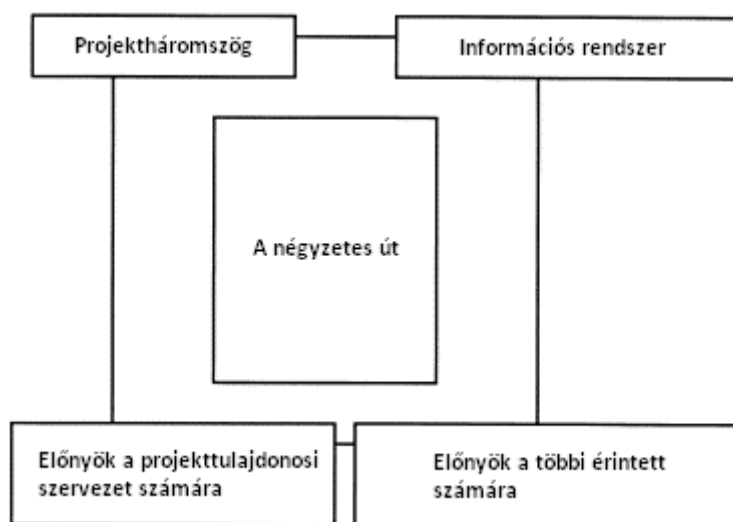 Projektháromszög
Információs rendszer
A négyzetes út
Előnyök a projekttulajdonosi
szervezet számára
Előnyök a többi érintett
számára